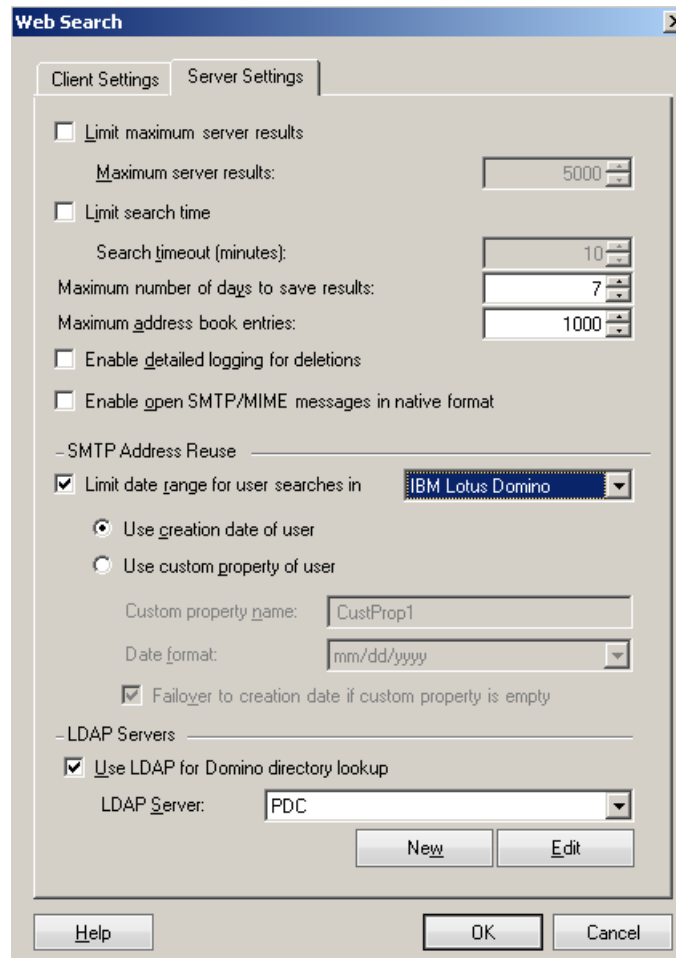 Web Search
Client Settings Server Settings
Limit maximum server results
Maximum server results: 5000
Limit search time
Search timeout (minutes): 10
Maximum number of days to save results: 7
Maximum address book entries: 1000
Enable detailed logging for deletions
Enable open SMTP/MIME messages in native format
SMTP Address Reuse
Limit date range for user searches in IBM Lotus Domino
Use creation date of user
Use custom property of user
Custom property name: CustProp1
Date format: mm/dd/yyyy
Failover to creation date if custom property is empty
LDAP Servers
Use LDAP for Domino directory lookup
LDAP Server: PDC
New Edit
Help OK Cancel